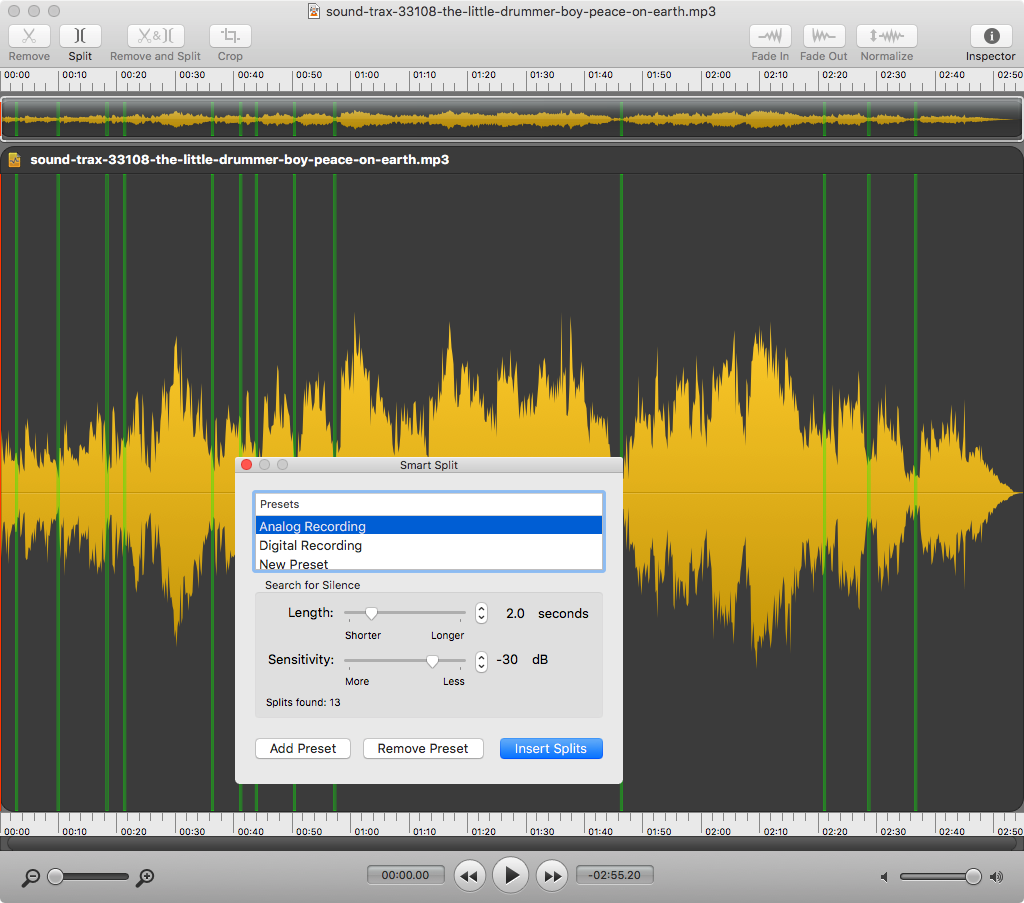 sound-trax-33108-the-little-drummer-boy-peace-on-earth.mp3
Remove Split Remove and Split Crop Fade In Fade Out Normalize Inspector
00:00 00:10 00:20 00:30 00:40 00:50 01:00 01:10 01:20 01:30 01:40 01:50 02:00 02:10 02:20 02:30 02:40 02:50
sound-trax-33108-the-little-drummer-boy-peace-on-earth.mp3
Smart Split
Presets
Analog Recording
Digital Recording
New Preset
Search for Silence
Length: 2.0 seconds
Shorter Longer
Sensitivity: -30 dB
More Less
Splits found: 13
Add Preset Remove Preset Insert Splits
00:00 00:10 00:20 00:30 00:40 00:50 01:00 01:10 01:20 01:30 01:40 01:50 02:00 02:10 02:20 02:30 02:40 02:50
00:00.00 -02:55.20